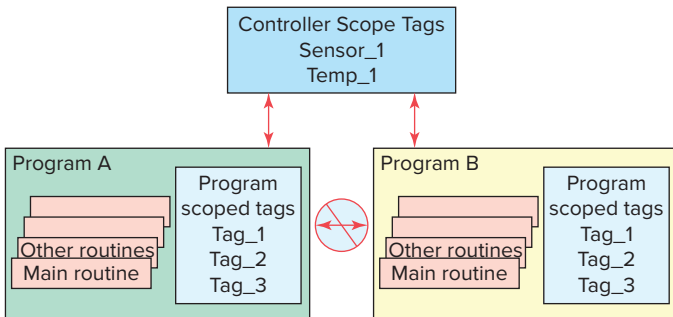 Controller Scope Tags
Sensor_1
Temp_1
Program A
Program
scoped tags
Tag_1
Tag_2
Tag_3
Other routines
Main routine
Program B
Program
scoped tags
Tag_1
Tag_2
Tag_3
Other routines
Main routine